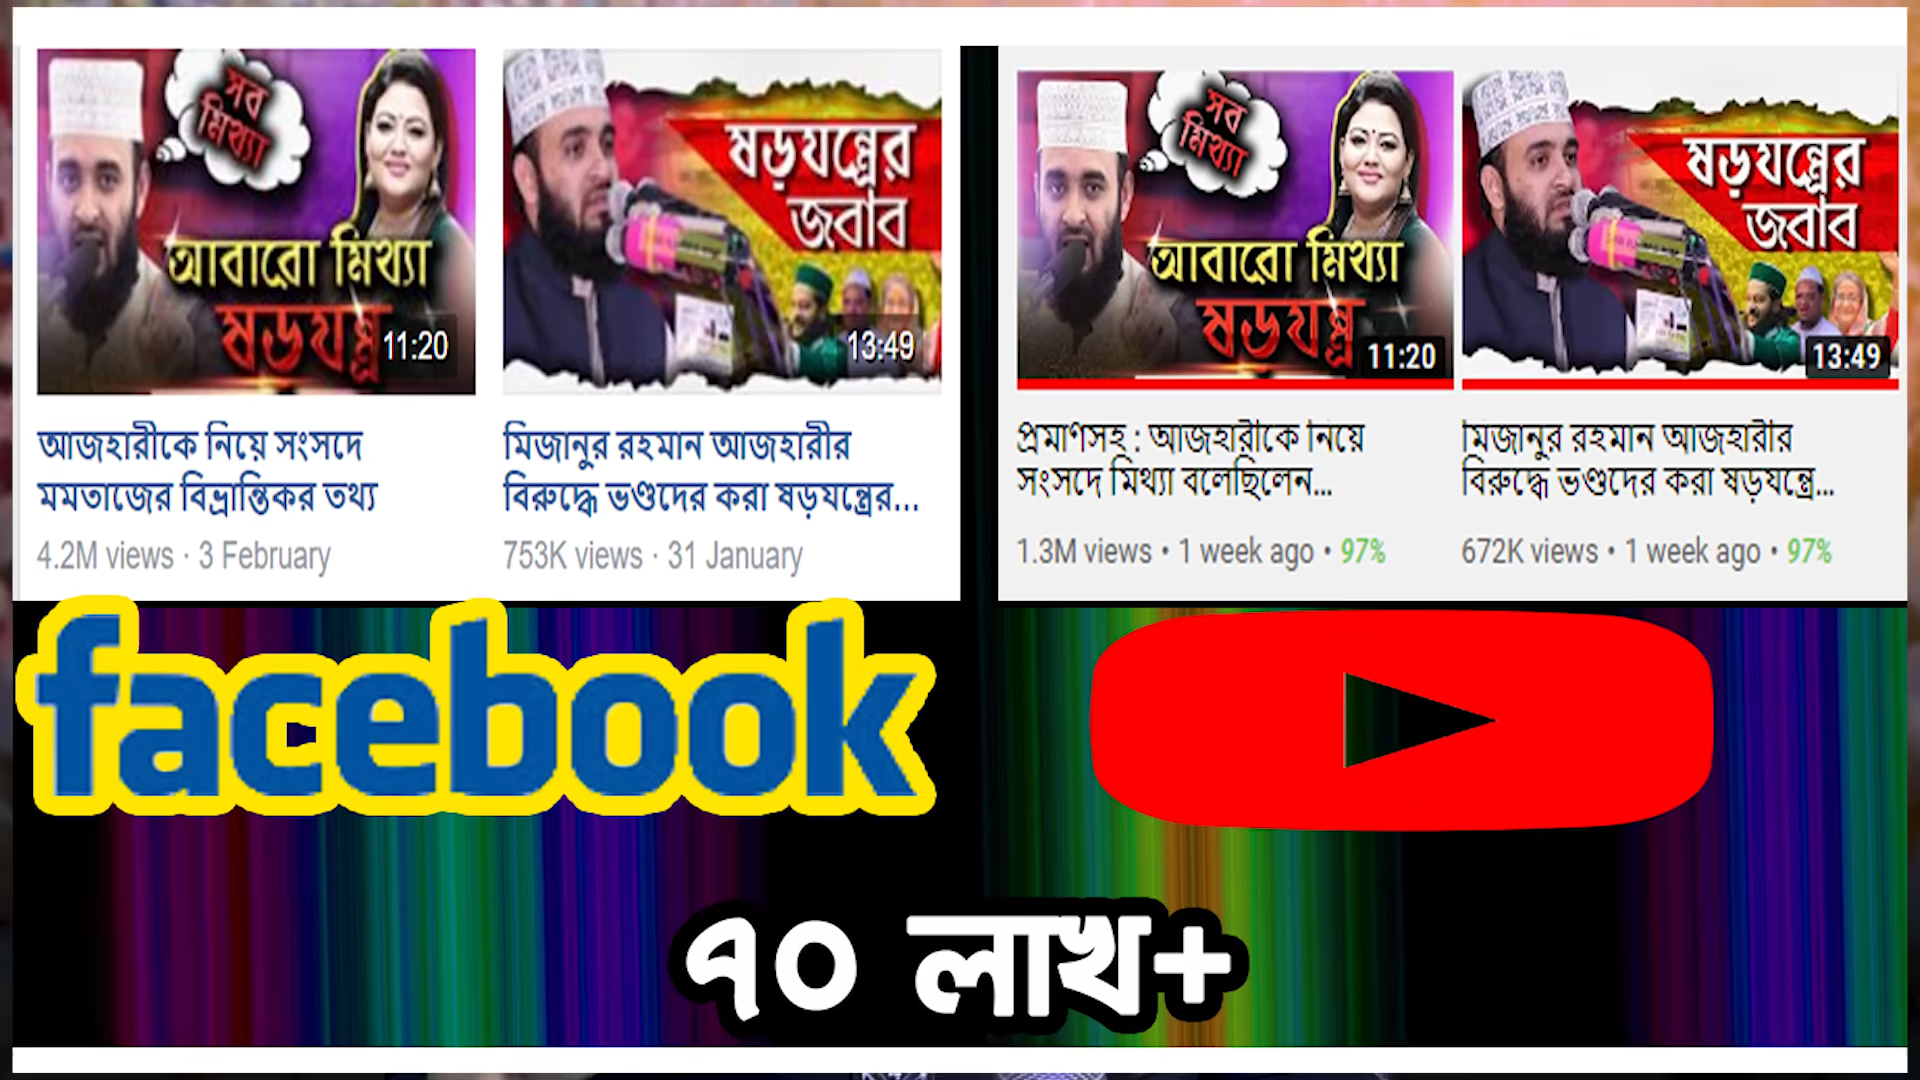 সব
মিথ্যা
আবারো মিথ্যা
ষড়যন্ত্র
11:20
ষড়যন্ত্রের
জবাব
13:49
আজহারীকে নিয়ে সংসদে
মমতাজের বিভ্রান্তিকর তথ্য
4.2M views · 3 February
মিজানুর রহমান আজহারীর
বিরুদ্ধে ভণ্ডদের করা ষড়যন্ত্রের...
753K views · 31 January
সব
মিথ্যা
আবারো মিথ্যা
ষড়যন্ত্র
11:20
ষড়যন্ত্রের
জবাব
13:49
প্রমাণসহ : আজহারীকে নিয়ে
সংসদে মিথ্যা বলেছিলেন...
1.3M views • 1 week ago • 97%
মিজানুর রহমান আজহারীর
বিরুদ্ধে ভণ্ডদের করা ষড়যন্ত্রে...
672K views • 1 week ago • 97%
facebook
৭০ লাখ+